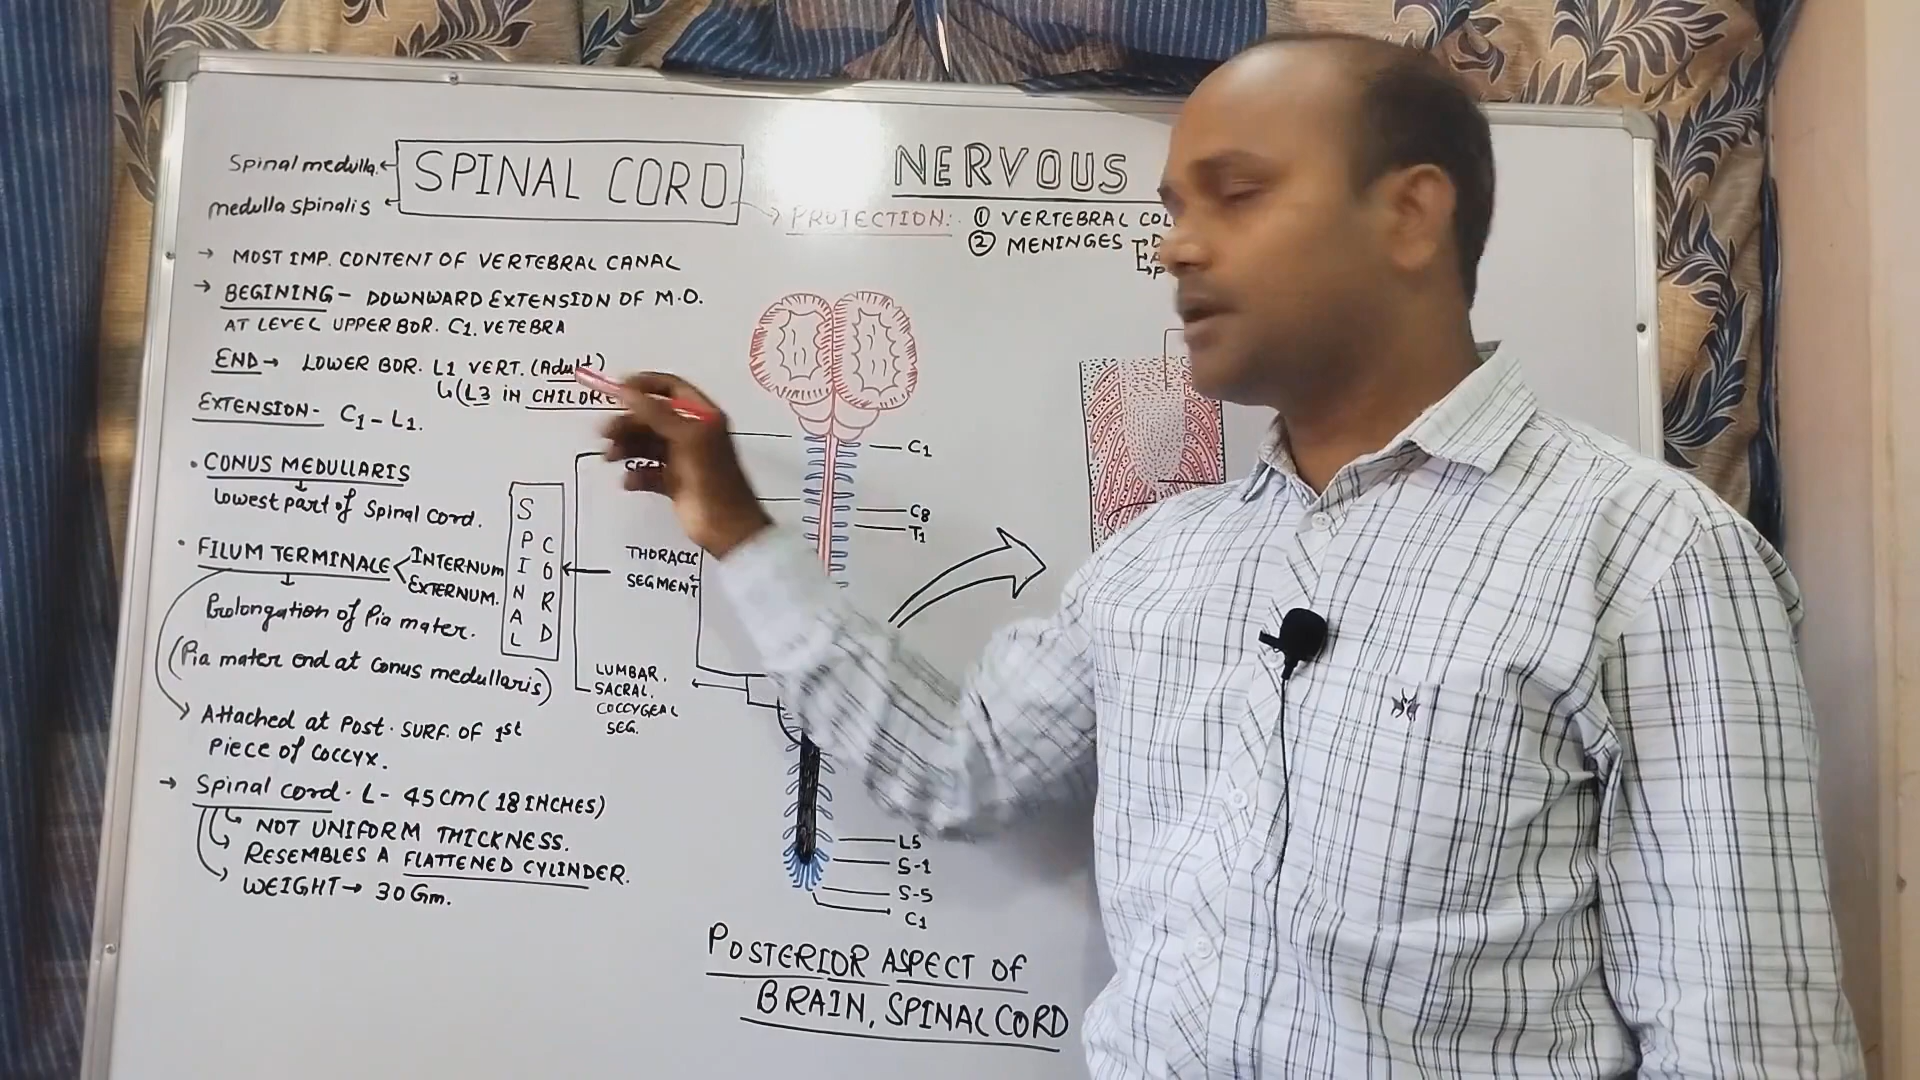 Spinal medulla.
medulla spinalis
SPINAL CORD
→ MOST IMP. CONTENT OF VERTEBRAL CANAL
→ BEGINING – DOWNWARD EXTENSION OF M.O.
AT LEVEL UPPER BOR. C1. VETEBRA
END → LOWER BOR. L1 VERT. (Adult)
(L3 IN CHILDRE
EXTENSION – C1 – L1.
• CONUS MEDULLARIS
Lowest part of Spinal cord.
• FILUM TERMINALE
INTERNUM
EXTERNUM.
Prolongation of Pia mater.
(Pia mater end at conus medullaris)
Attached at Post. SURF. OF 1st
Piece of coccyx.
→ Spinal cord. L – 45cm (18 INCHES)
NOT UNIFORM THICKNESS.
RESEMBLES A FLATTENED CYLINDER.
WEIGHT → 30 Gm.
SPINAL
CORD
THORACIC
SEGMENT
LUMBAR.
SACRAL.
COCCYGEAL
SEG.
NERVOUS
PROTECTION:
① VERTEBRAL COL
② MENINGES
C1
C8
T1
L5
S-1
S-5
C1
POSTERIOR ASPECT OF
BRAIN, SPINAL CORD